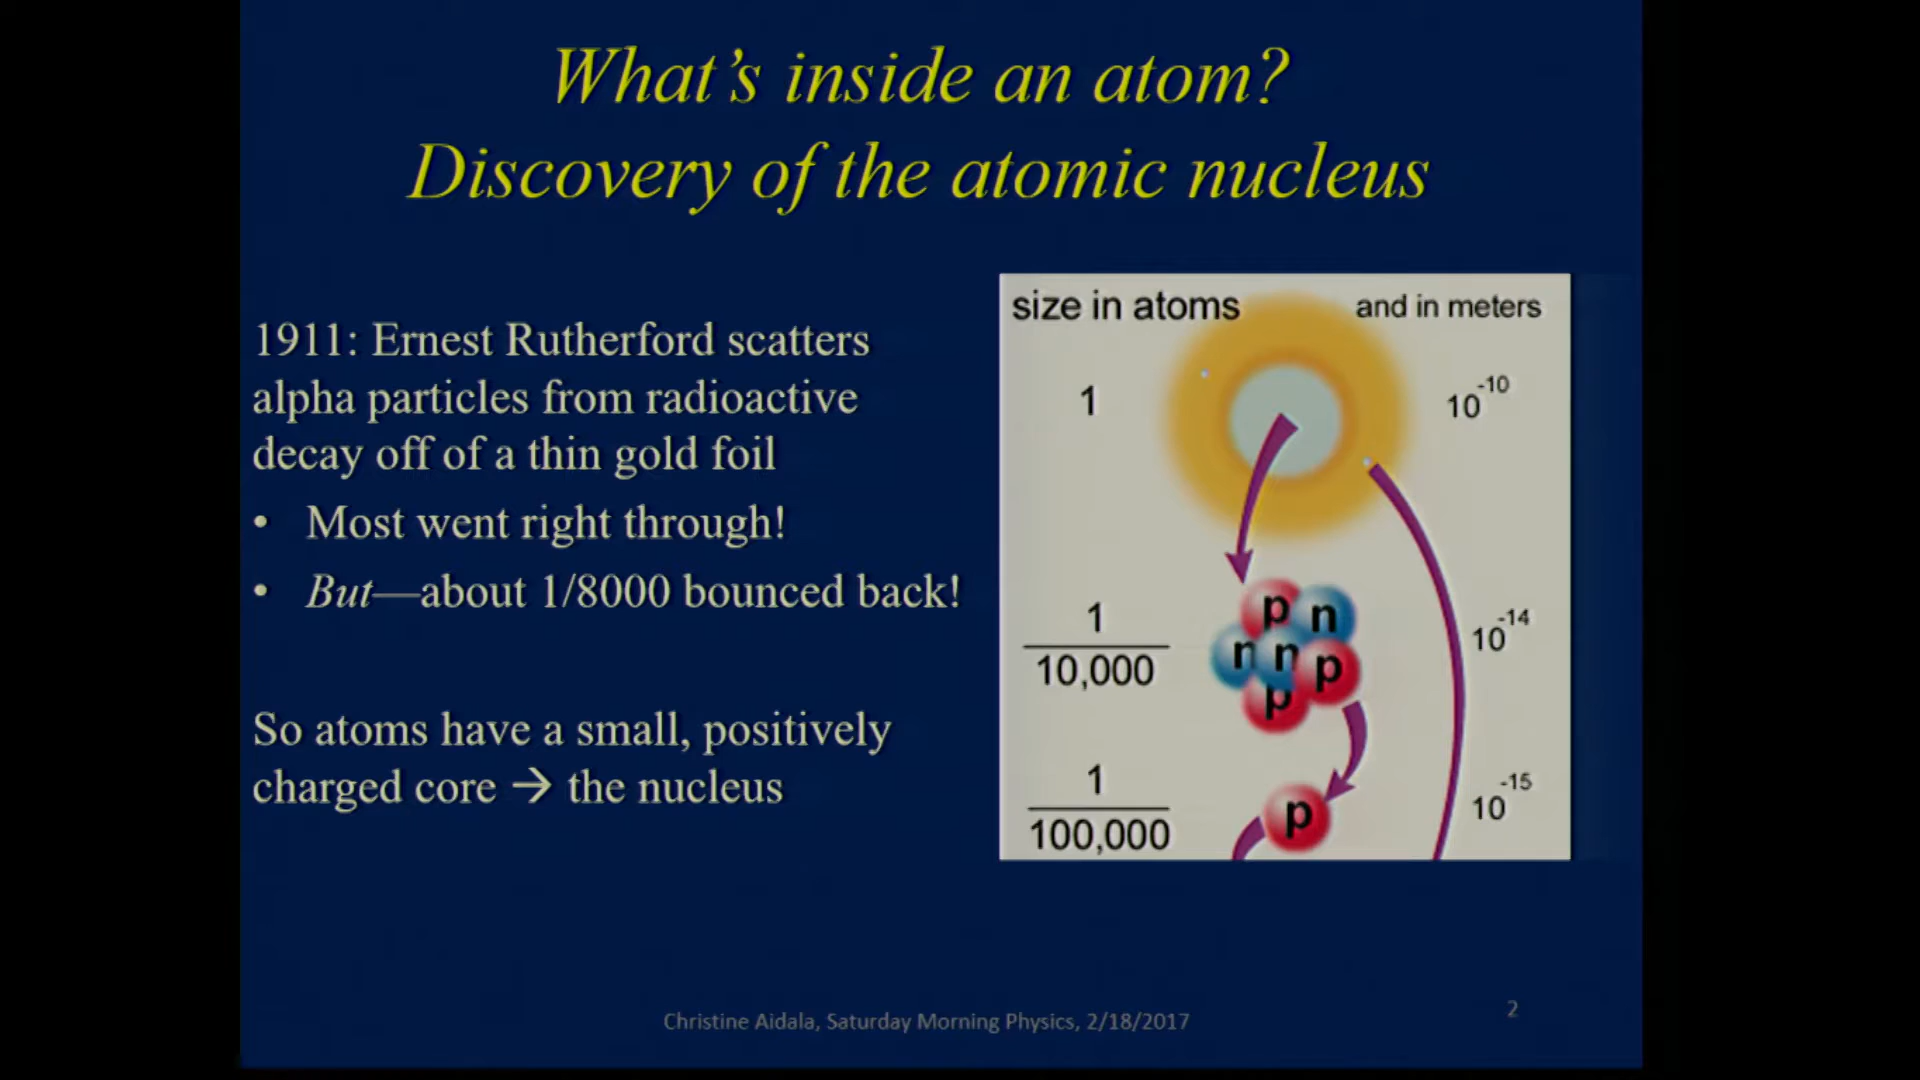 What's inside an atom?
Discovery of the atomic nucleus
1911: Ernest Rutherford scatters
alpha particles from radioactive
decay off of a thin gold foil
• Most went right through!
• But—about 1/8000 bounced back!
So atoms have a small, positively
charged core → the nucleus
size in atoms and in meters
1 10-10
p n
n n p
p
1
10,000
10-14
1
100,000
p
10-15
Christine Aidala, Saturday Morning Physics, 2/18/2017
2